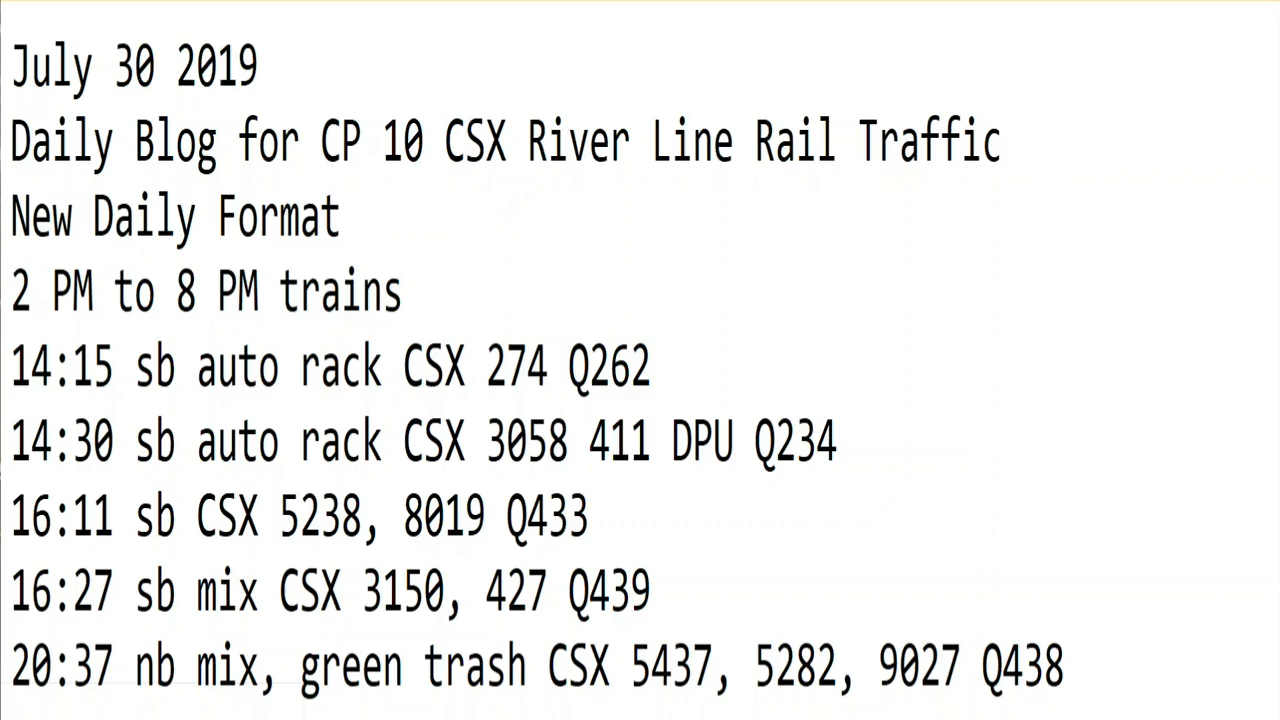 July 30 2019
Daily Blog for CP 10 CSX River Line Rail Traffic
New Daily Format
2 PM to 8 PM trains
14:15 sb auto rack CSX 274 Q262
14:30 sb auto rack CSX 3058 411 DPU Q234
16:11 sb CSX 5238, 8019 Q433
16:27 sb mix CSX 3150, 427 Q439
20:37 nb mix, green trash CSX 5437, 5282, 9027 Q438